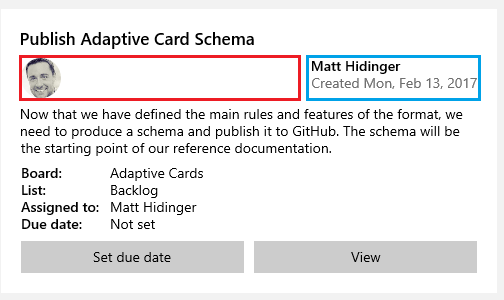 Publish Adaptive Card Schema
Matt Hidinger
Created Mon, Feb 13, 2017
Now that we have defined the main rules and features of the format, we
need to produce a schema and publish it to GitHub. The schema will be
the starting point of our reference documentation.
Board: Adaptive Cards
List: Backlog
Assigned to: Matt Hidinger
Due date: Not set
Set due date View